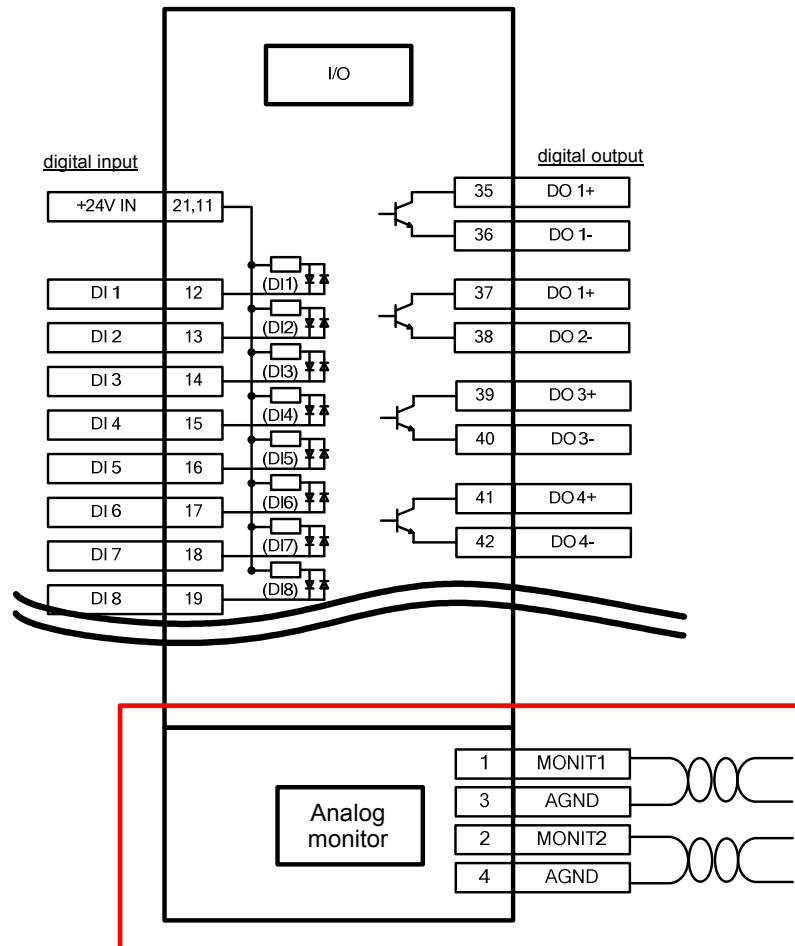 I/O
digital input
digital output
+24V IN 21,11
35 DO 1+
36 DO 1-
(DI1)
DI 1 12
37 DO 1+
(DI2)
DI 2 13
38 DO 2-
(DI3)
DI 3 14
39 DO 3+
(DI4)
DI 4 15
40 DO 3-
(DI5)
DI 5 16
(DI6)
41 DO 4+
DI 6 17
(DI7)
42 DO 4-
DI 7 18
(DI8)
DI 8 19
1 MONIT1
3 AGND
Analog
monitor
2 MONIT2
4 AGND